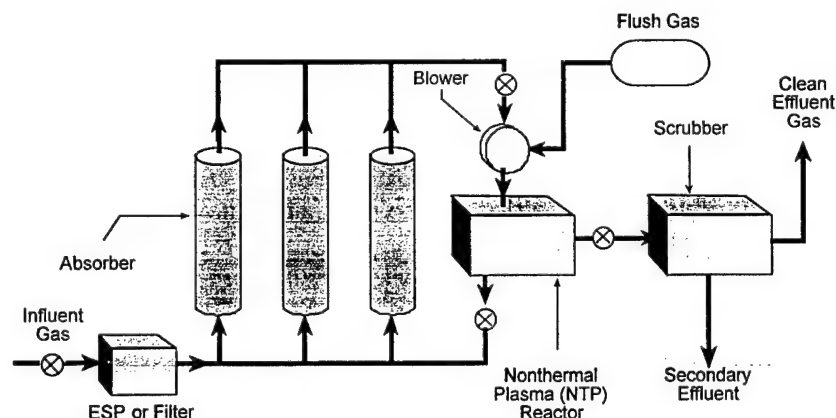 Flush Gas
Blower
Clean
Effluent
Gas
Scrubber
Absorber
Influent
Gas
ESP or Filter
Nonthermal
Plasma (NTP)
Reactor
Secondary
Effluent